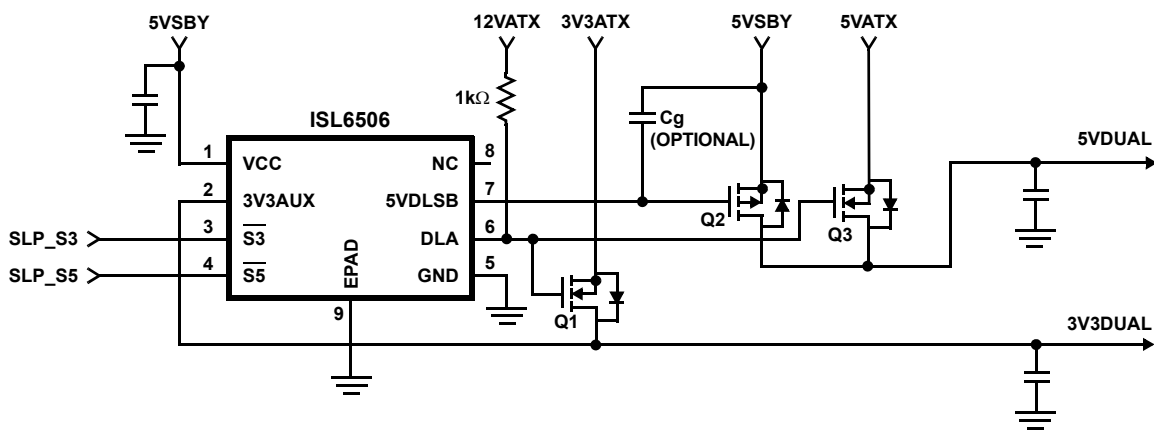 5VSBY
12VATX
3V3ATX
5VSBY
5VATX
1kΩ
Cg
(OPTIONAL)
ISL6506
1
VCC
NC
8
2
3V3AUX
5VDLSB
7
SLP_S3
3
S3
DLA
6
SLP_S5
4
S5
GND
5
EPAD
9
Q1
Q2
Q3
5VDUAL
3V3DUAL